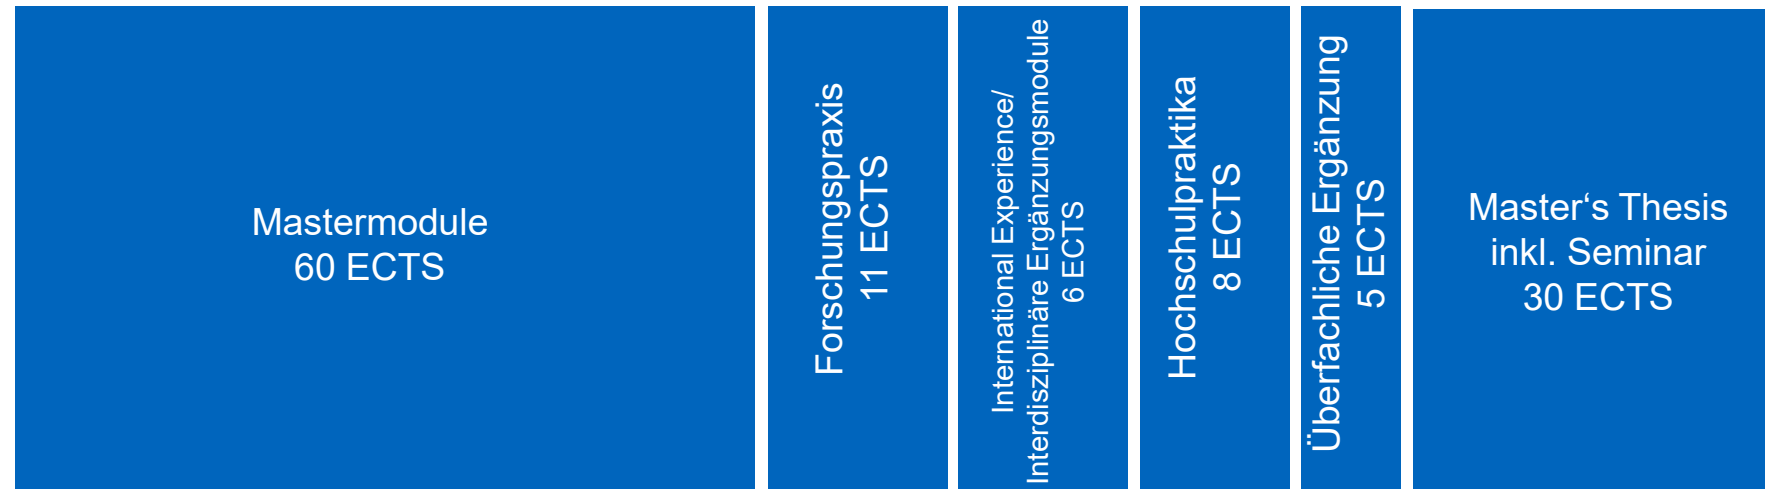 Mastermodule
60 ECTS
Forschungspraxis
11 ECTS
International Experience/
Interdisziplinäre Ergänzungsmodule
6 ECTS
Hochschulpraktika
8 ECTS
Überfachliche Ergänzung
5 ECTS
Master‘s Thesis
inkl. Seminar
30 ECTS